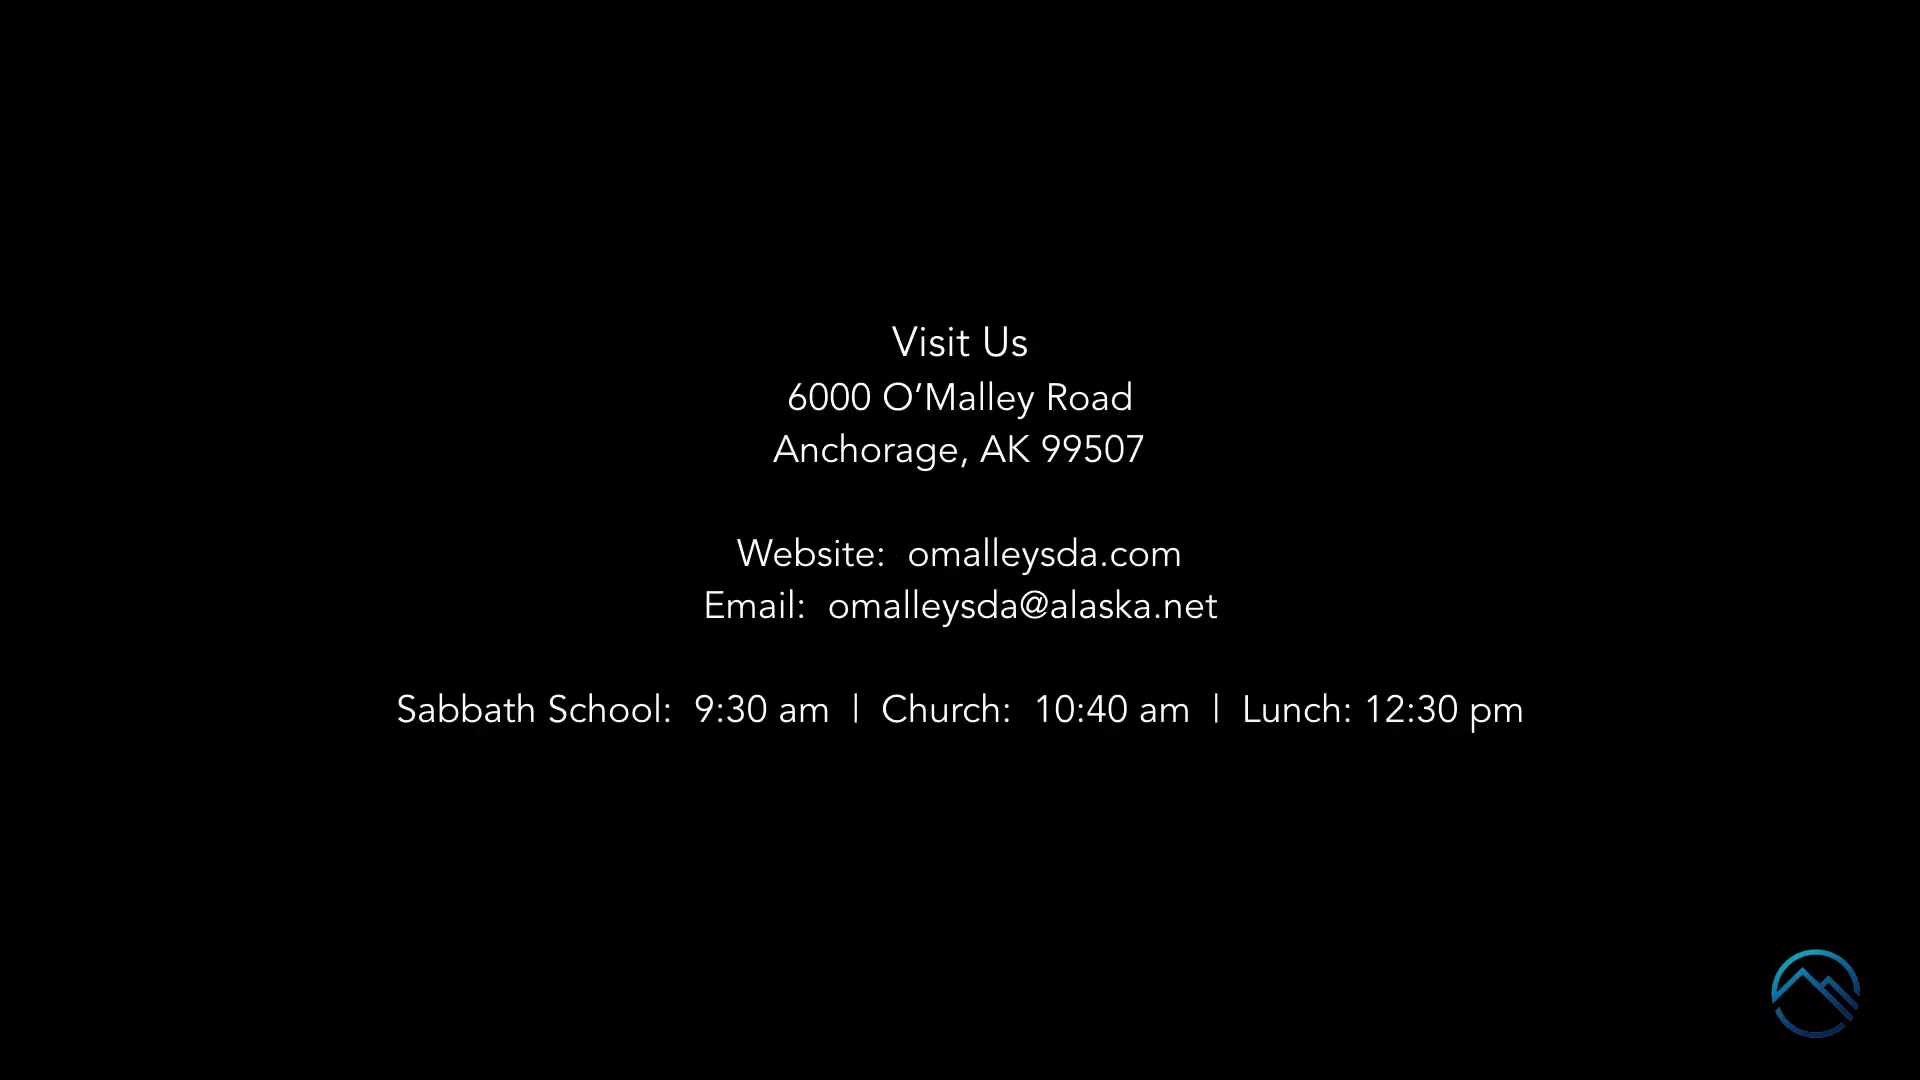 Visit Us
6000 O’Malley Road
Anchorage, AK 99507
Website:  omalleysda.com
Email:  omalleysda@alaska.net
Sabbath School:  9:30 am  |  Church:  10:40 am  |  Lunch: 12:30 pm